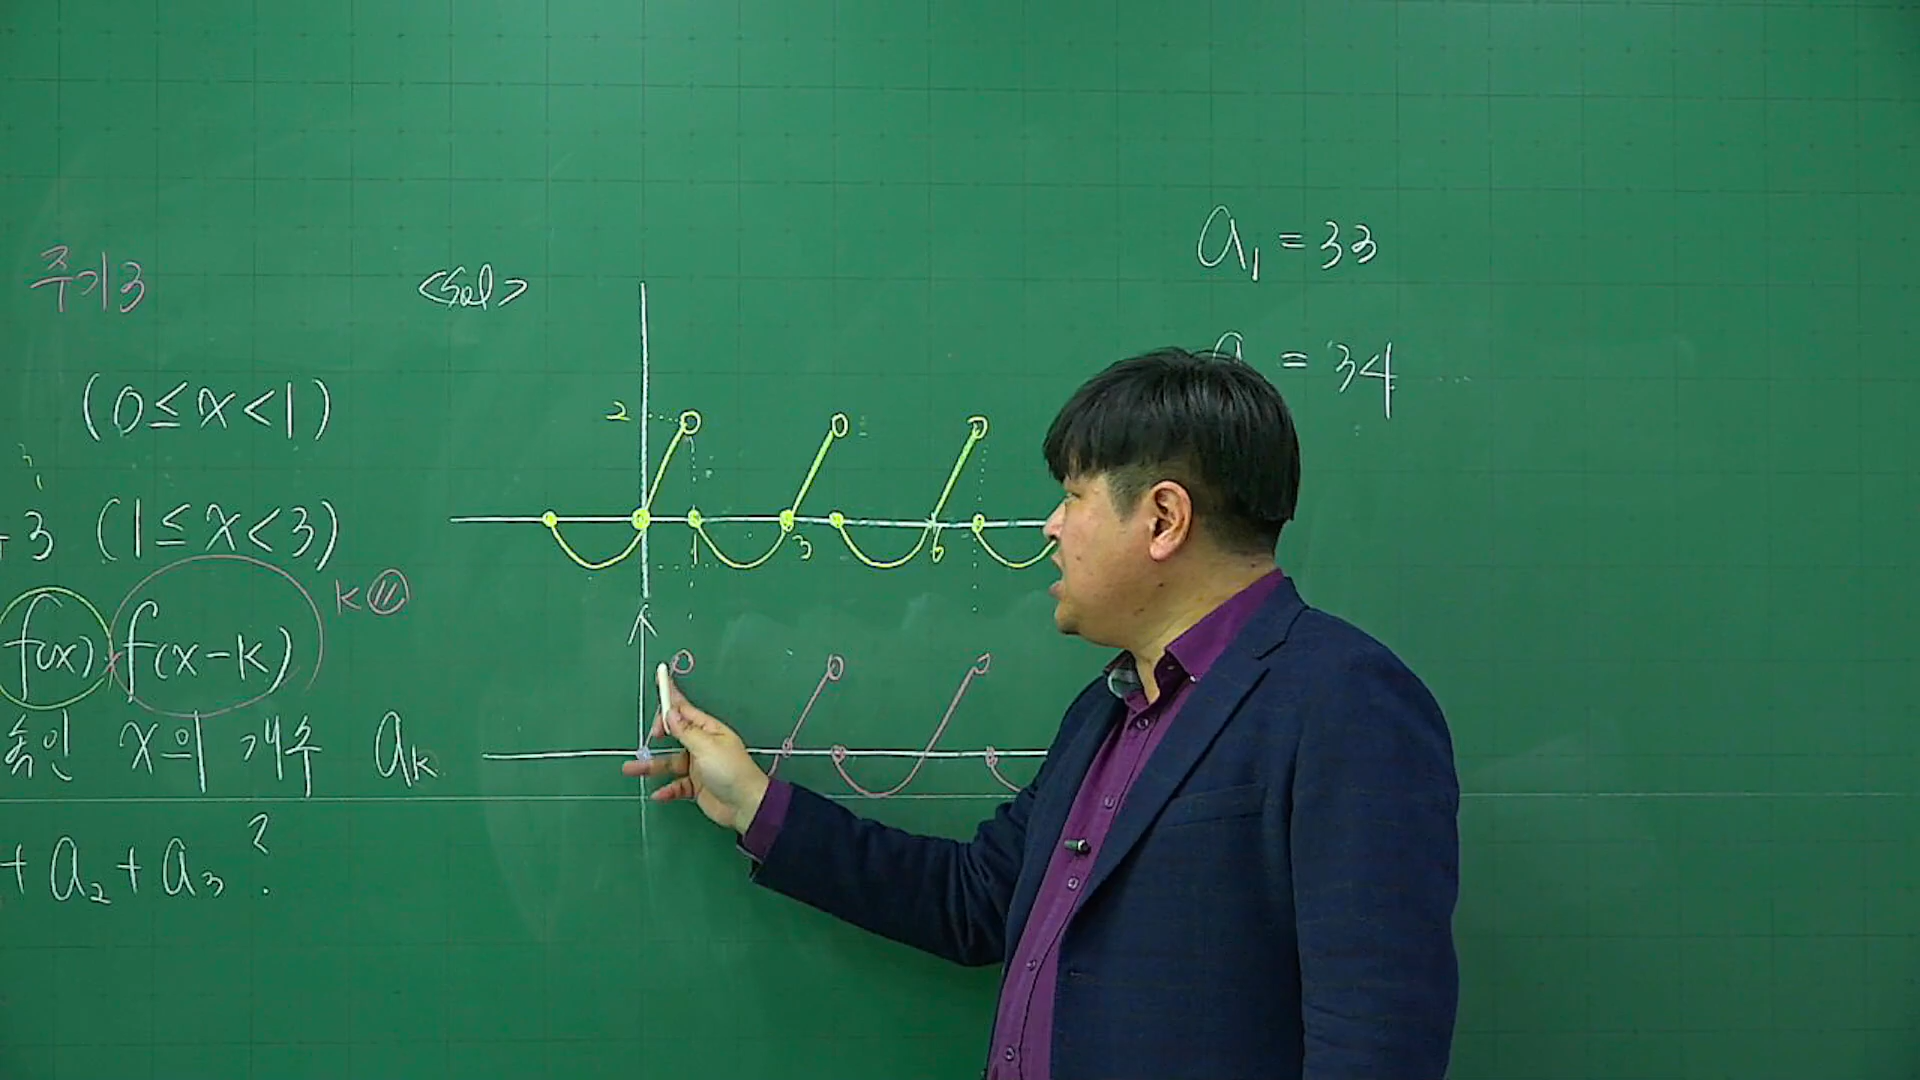 주기3
(0≤x<1)
+3 (1≤x<3)
f(x)·f(x-k)
k
속인 x의 개수 ak
+ a2 + a3 ?
<Sol>
2
1 3 6
a1 = 33
= 34